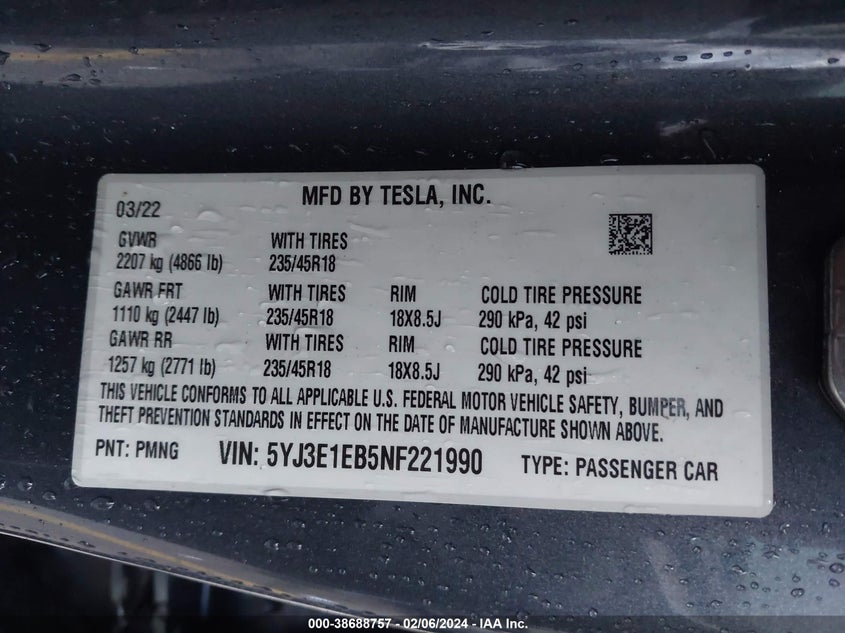 MFD BY TESLA, INC.
03/22
GVWR WITH TIRES
2207 kg (4866 lb) 235/45R18
GAWR FRT WITH TIRES RIM COLD TIRE PRESSURE
1110 kg (2447 lb) 235/45R18 18X8.5J 290 kPa, 42 psi
GAWR RR WITH TIRES RIM COLD TIRE PRESSURE
1257 kg (2771 lb) 235/45R18 18X8.5J 290 kPa, 42 psi
THIS VEHICLE CONFORMS TO ALL APPLICABLE U.S. FEDERAL MOTOR VEHICLE SAFETY, BUMPER, AND
THEFT PREVENTION STANDARDS IN EFFECT ON THE DATE OF MANUFACTURE SHOWN ABOVE.
PNT: PMNG VIN: 5YJ3E1EB5NF221990 TYPE: PASSENGER CAR
000-38688757 - 02/06/2024 - IAA Inc.